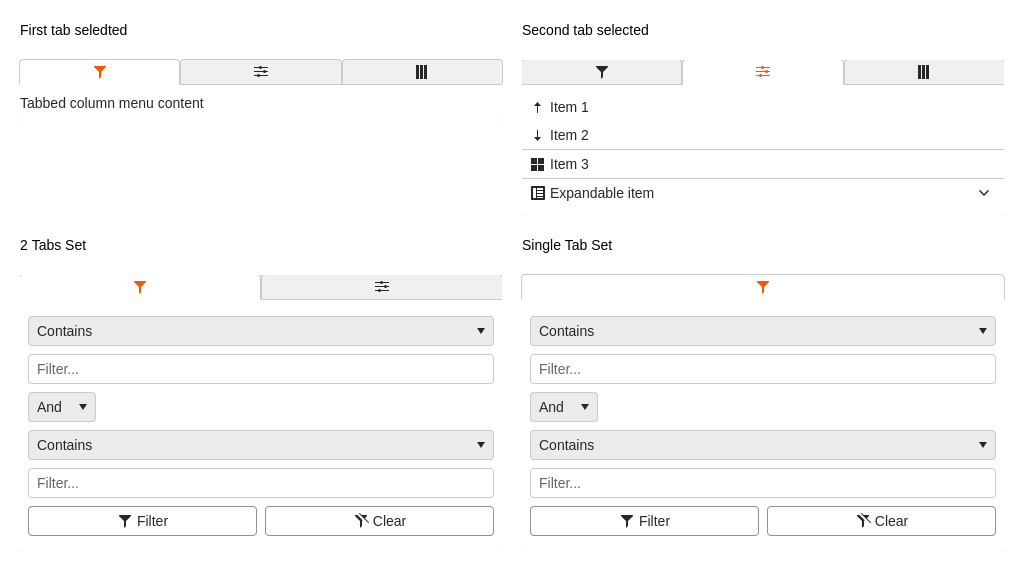 First tab seledted
Tabbed column menu content
Second tab selected
Item 1
Item 2
Item 3
Expandable item
2 Tabs Set
Contains
Filter...
And
Contains
Filter...
Filter Clear
Single Tab Set
Contains
Filter...
And
Contains
Filter...
Filter Clear